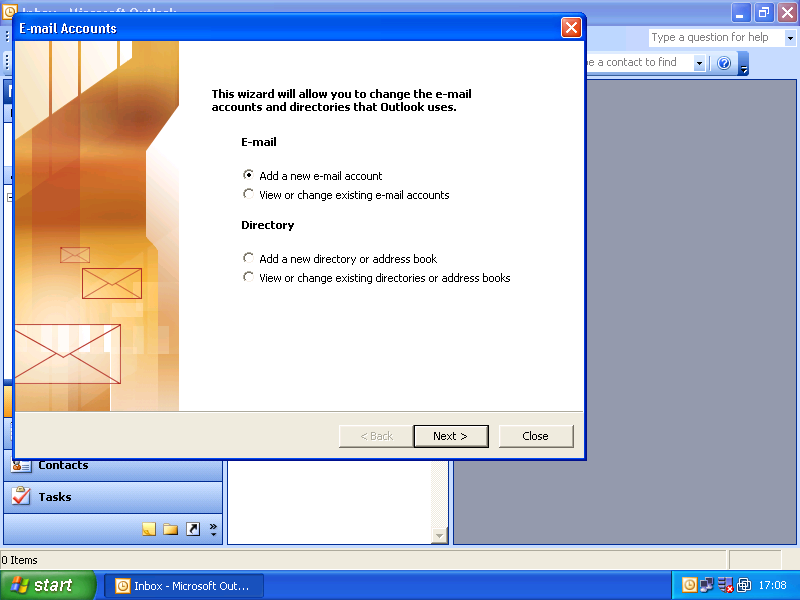 Inbox - Microsoft Outlook
E-mail Accounts
Type a question for help
e a contact to find
This wizard will allow you to change the e-mail
accounts and directories that Outlook uses.
E-mail
Add a new e-mail account
View or change existing e-mail accounts
Directory
Add a new directory or address book
View or change existing directories or address books
< Back
Next >
Close
Contacts
Tasks
0 Items
start
Inbox - Microsoft Out...
17:08